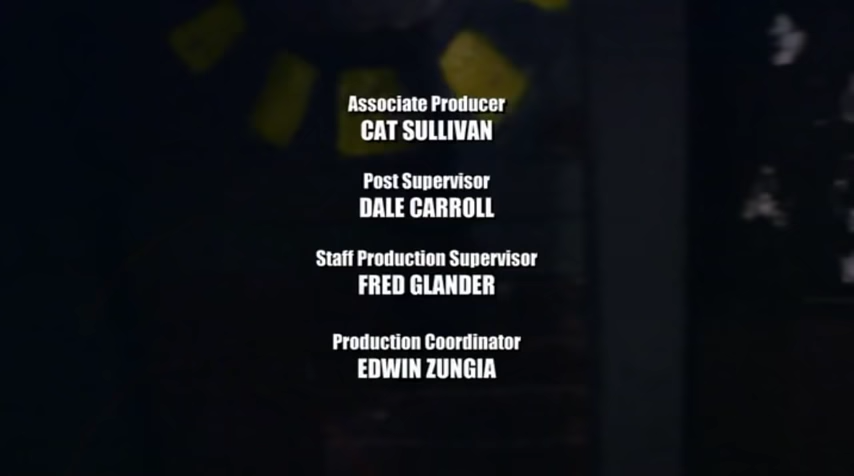 Associate Producer
CAT SULLIVAN
Post Supervisor
DALE CARROLL
Staff Production Supervisor
FRED GLANDER
Production Coordinator
EDWIN ZUNGIA